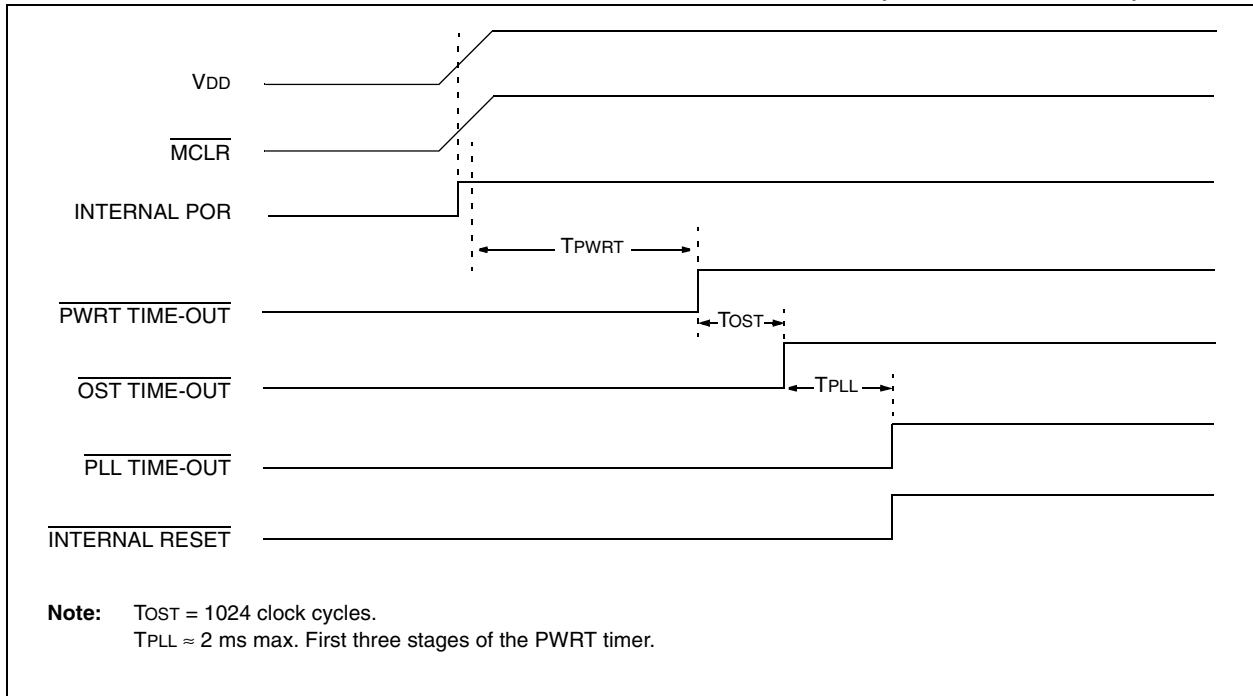 VDD
MCLR
INTERNAL POR
TPWRT
PWRT TIME-OUT
TOST
OST TIME-OUT
TPLL
PLL TIME-OUT
INTERNAL RESET
Note: TOST = 1024 clock cycles.
TPLL ≈ 2 ms max. First three stages of the PWRT timer.